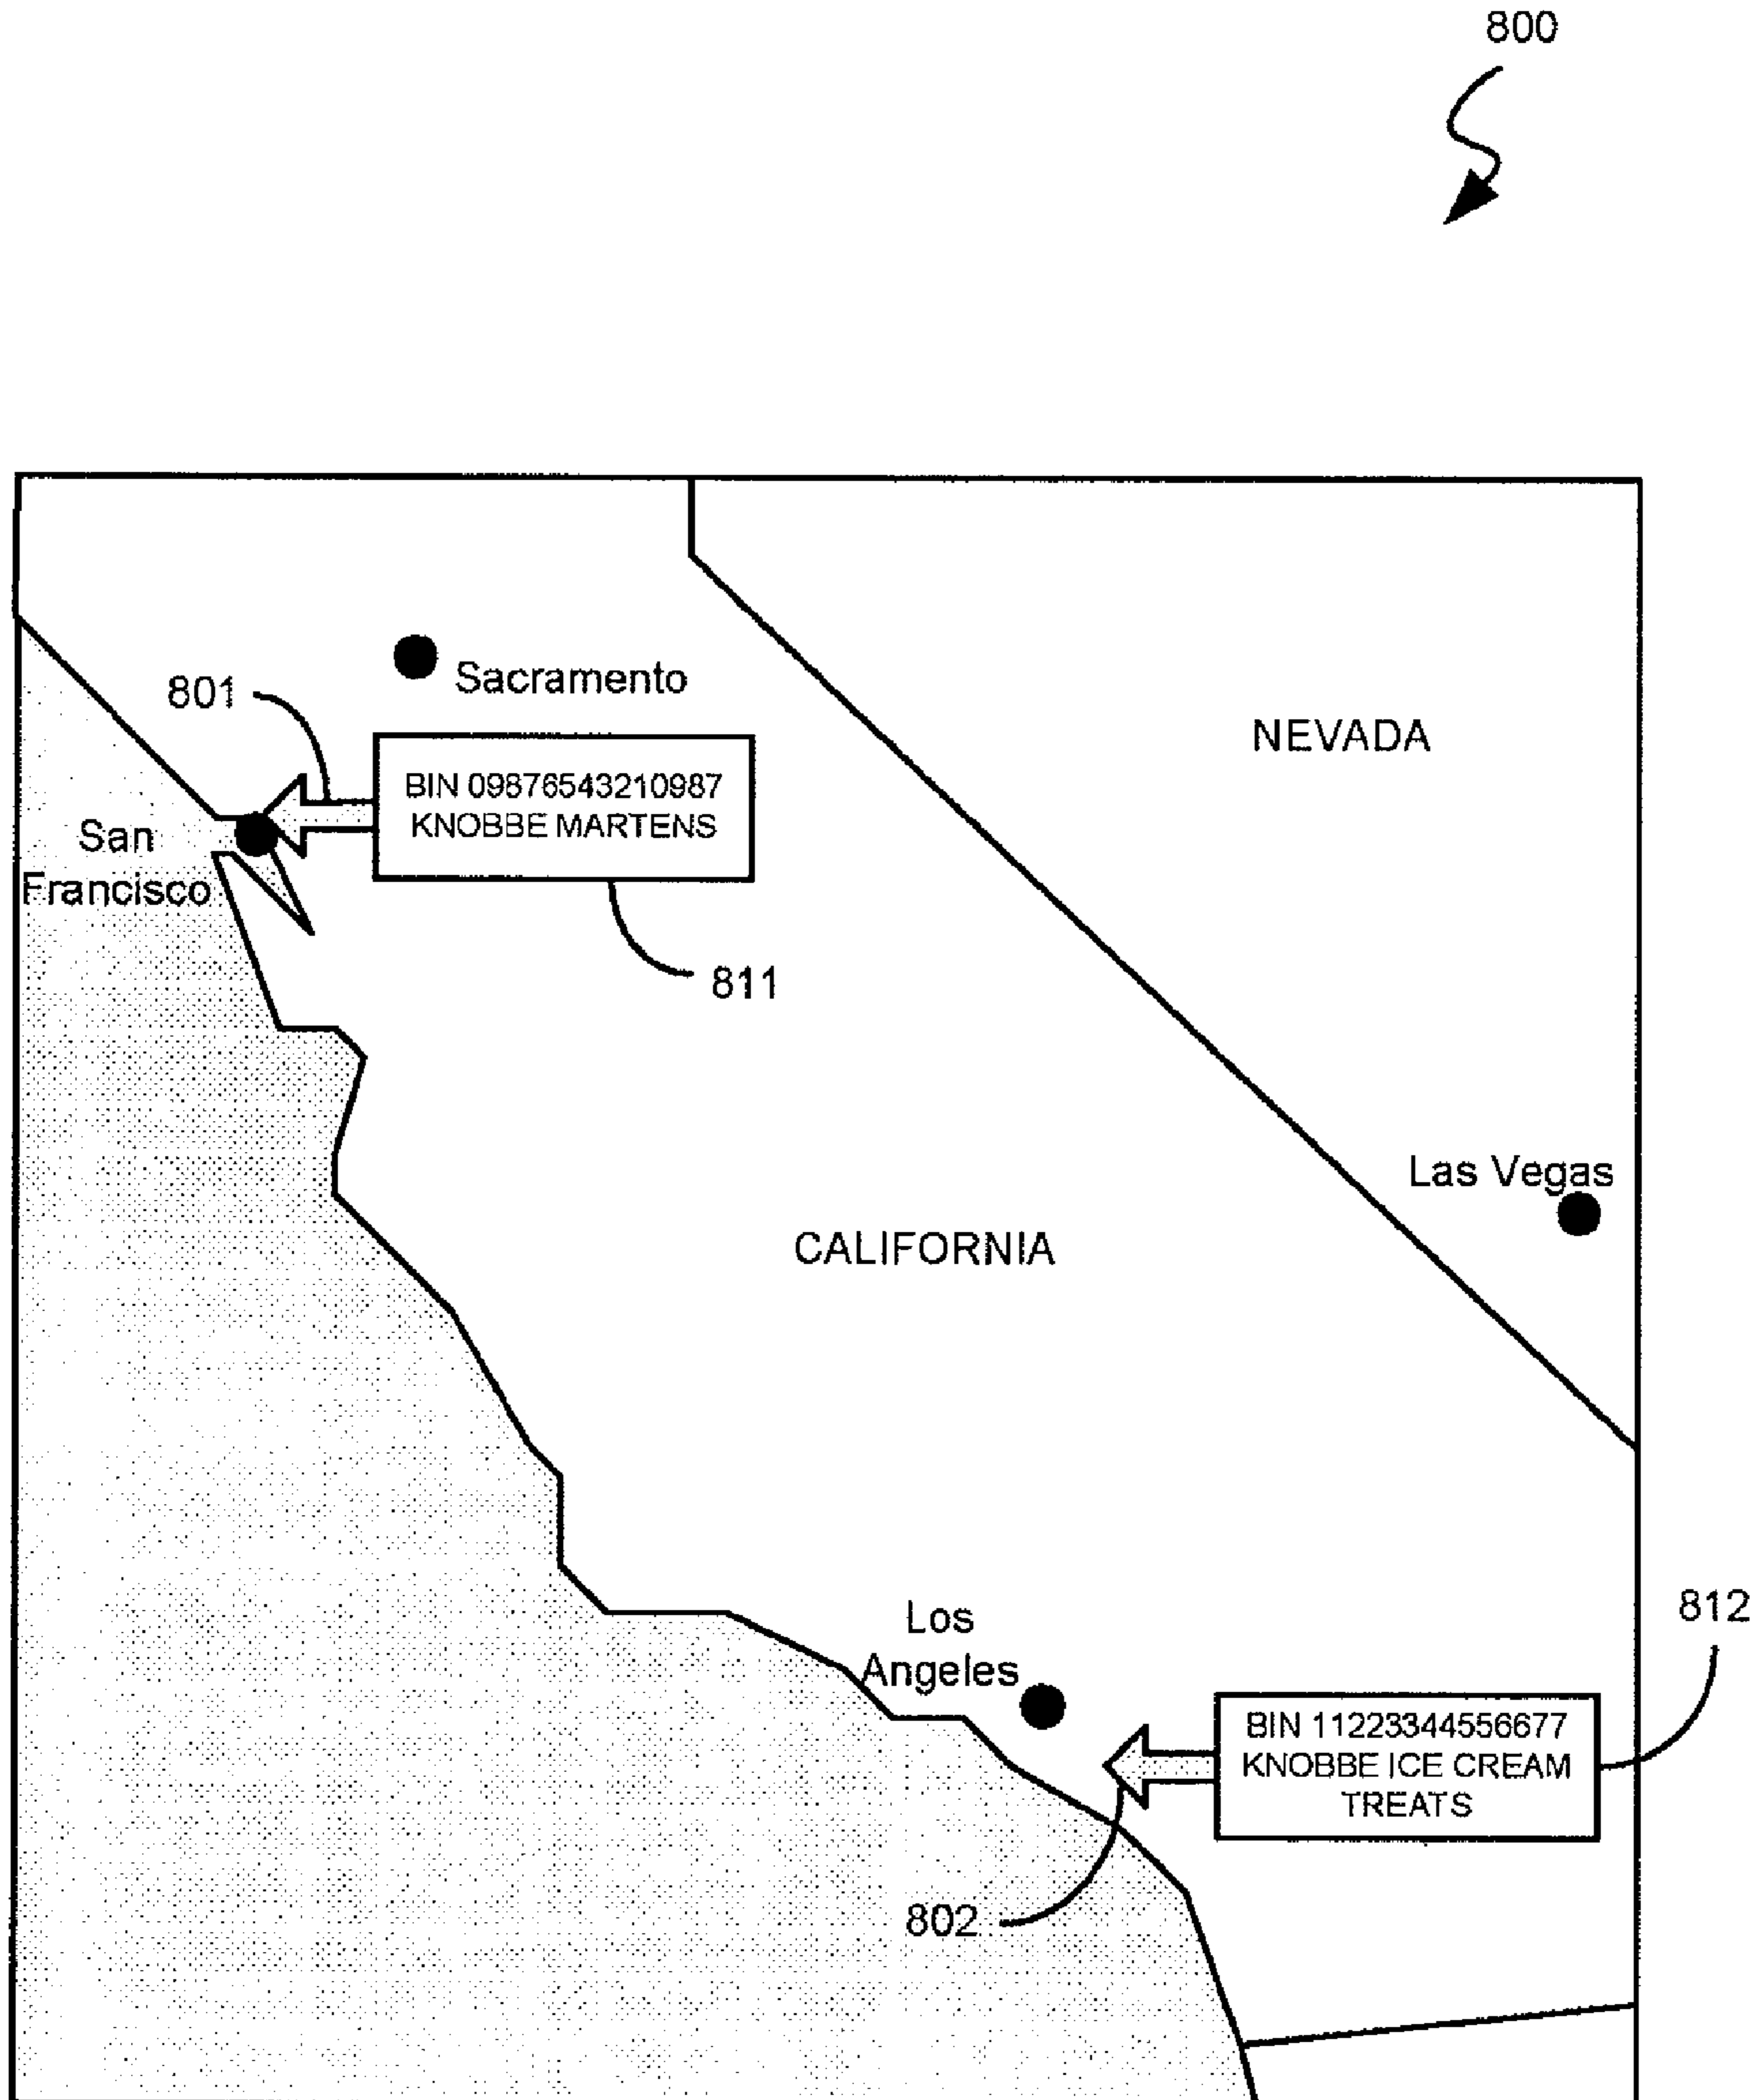 800
Sacramento
801
NEVADA
BIN 09876543210987
KNOBBE MARTENS
San
Francisco
811
Las Vegas
CALIFORNIA
812
Los
Angeles
BIN 11223344556677
KNOBBE ICE CREAM
TREATS
802